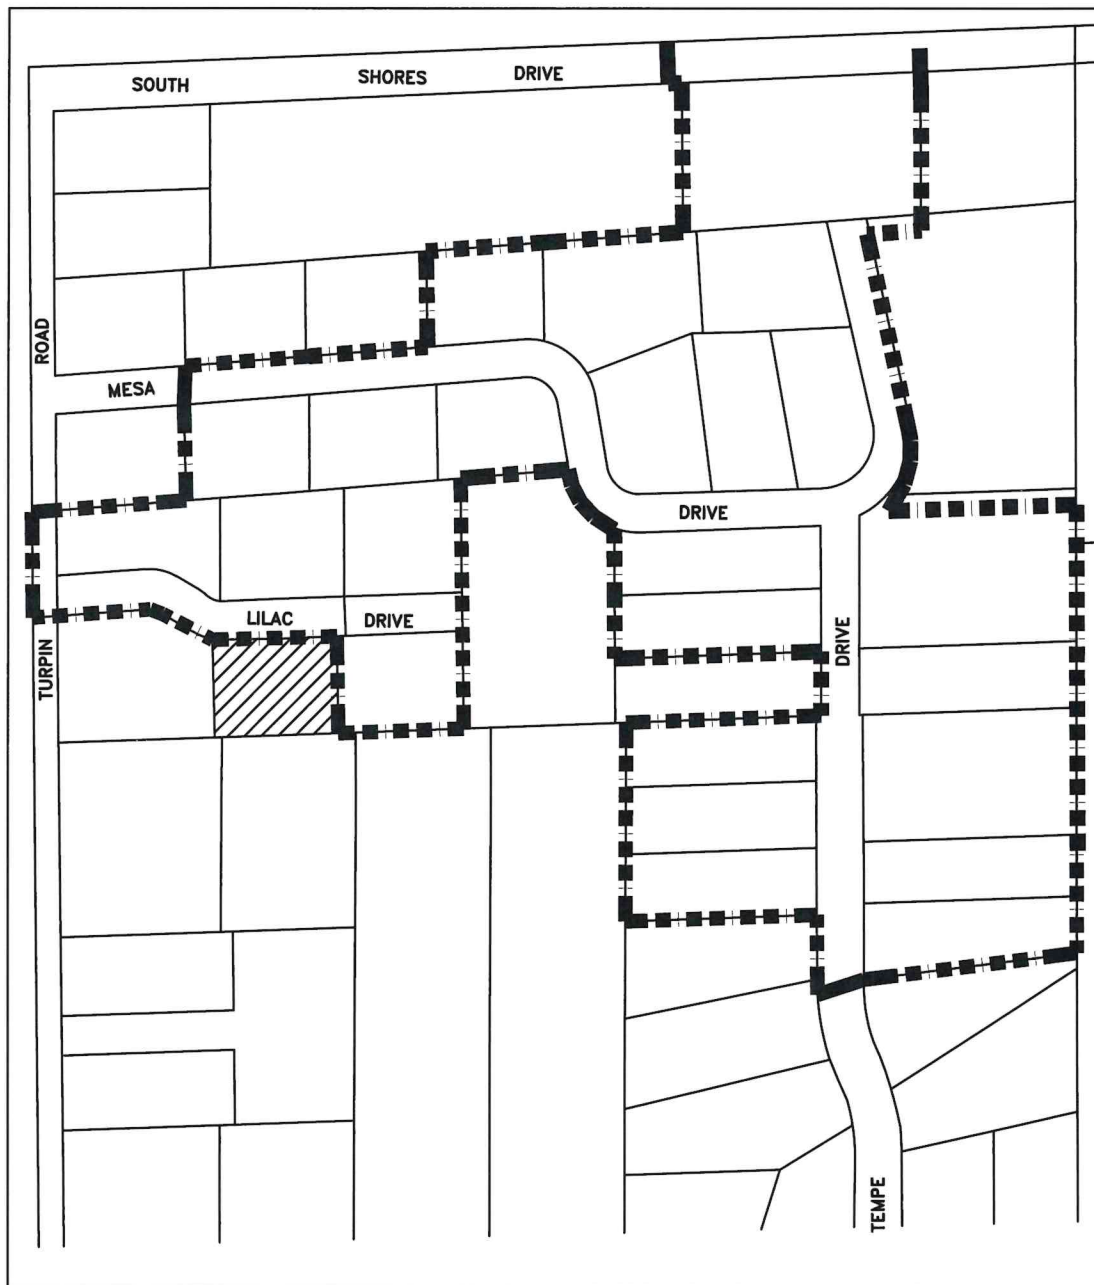 SOUTH SHORES DRIVE
ROAD
MESA
DRIVE
LILAC DRIVE
TURPIN
DRIVE
TEMPE